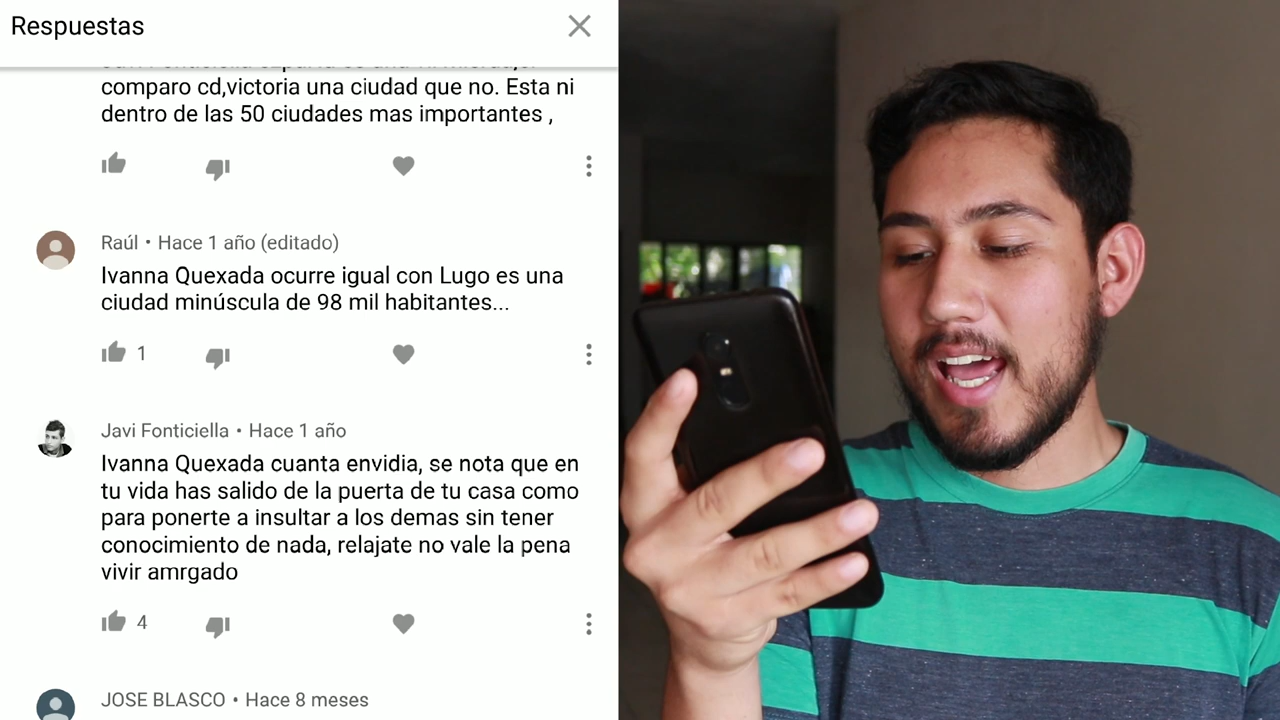 Respuestas
comparo cd,victoria una ciudad que no. Esta ni
dentro de las 50 ciudades mas importantes ,
Raúl • Hace 1 año (editado)
Ivanna Quexada ocurre igual con Lugo es una
ciudad minúscula de 98 mil habitantes...
1
Javi Fonticiella • Hace 1 año
Ivanna Quexada cuanta envidia, se nota que en
tu vida has salido de la puerta de tu casa como
para ponerte a insultar a los demas sin tener
conocimiento de nada, relajate no vale la pena
vivir amrgado
4
JOSE BLASCO • Hace 8 meses